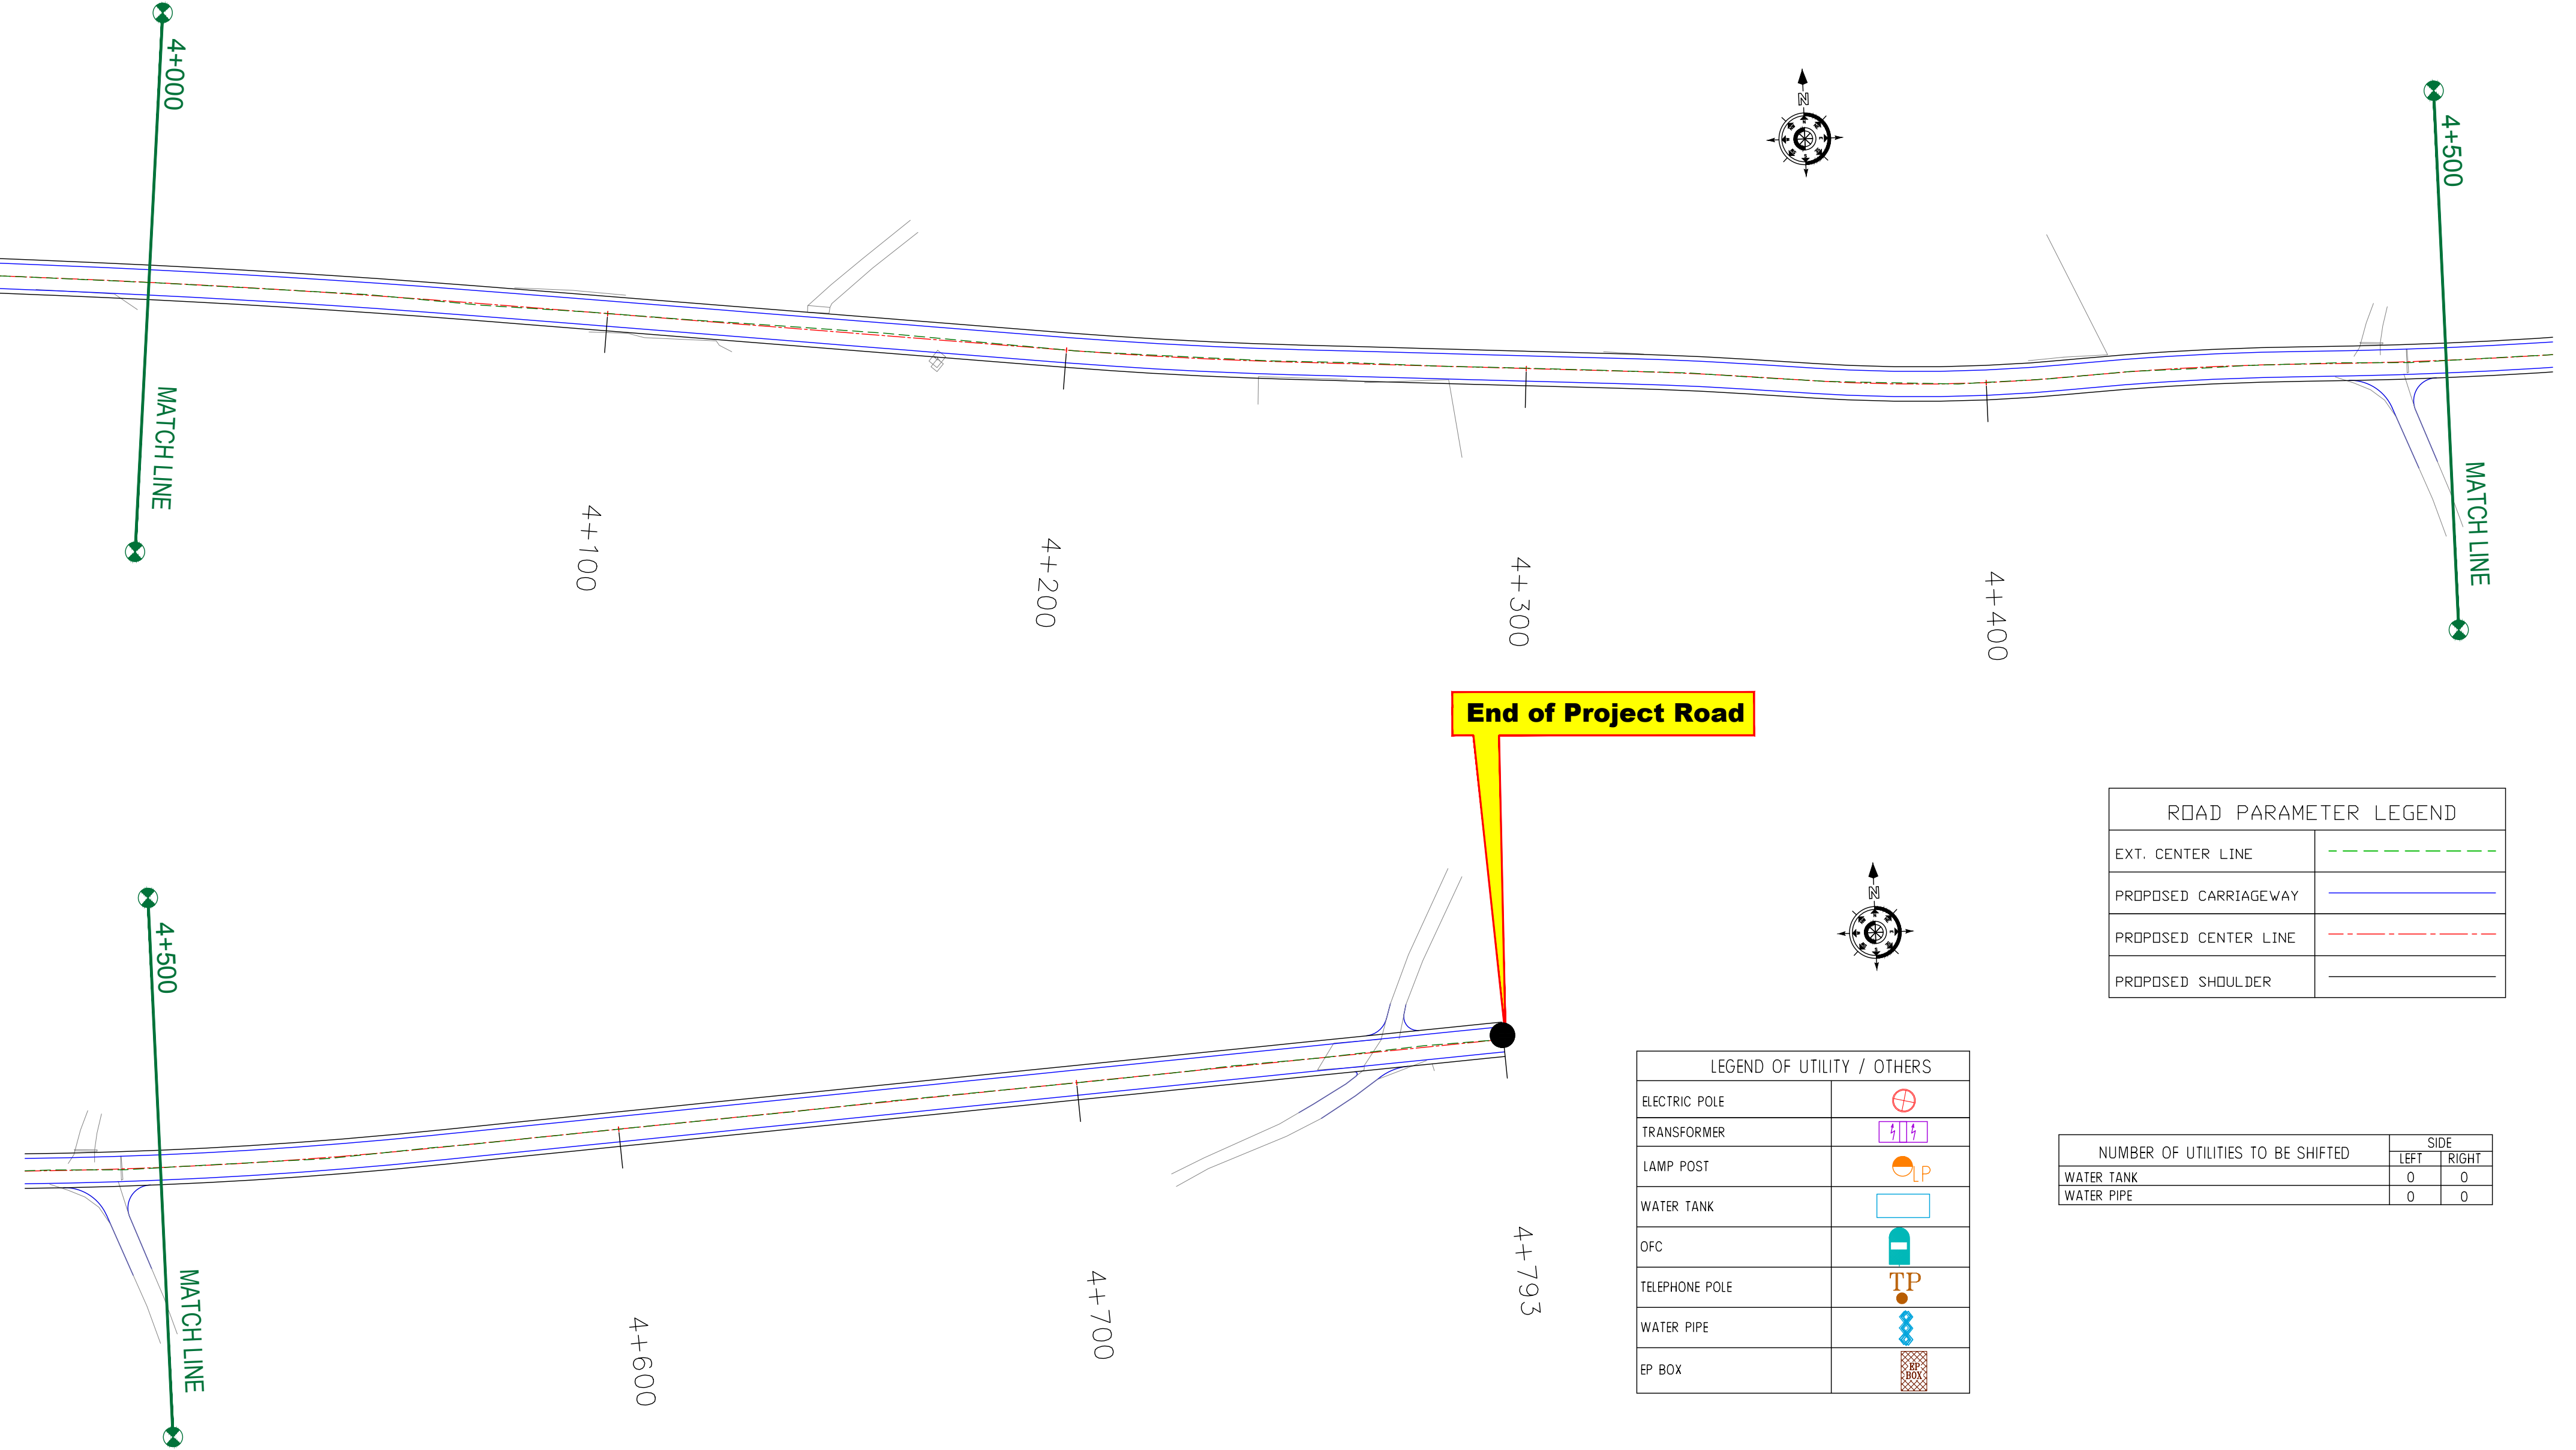 4+000
MATCH LINE
4+100
4+200
4+300
4+400
N
4+500
MATCH LINE
End of Project Road
4+500
MATCH LINE
4+600
4+700
4+793
N
ROAD PARAMETER LEGEND
EXT. CENTER LINE
PROPOSED CARRIAGEWAY
PROPOSED CENTER LINE
PROPOSED SHOULDER
LEGEND OF UTILITY / OTHERS
ELECTRIC POLE
TRANSFORMER
LAMP POST LP
WATER TANK
OFC
TELEPHONE POLE TP
WATER PIPE
EP BOX EP
BOX
NUMBER OF UTILITIES TO BE SHIFTED SIDE
LEFT RIGHT
WATER TANK 0 0
WATER PIPE 0 0